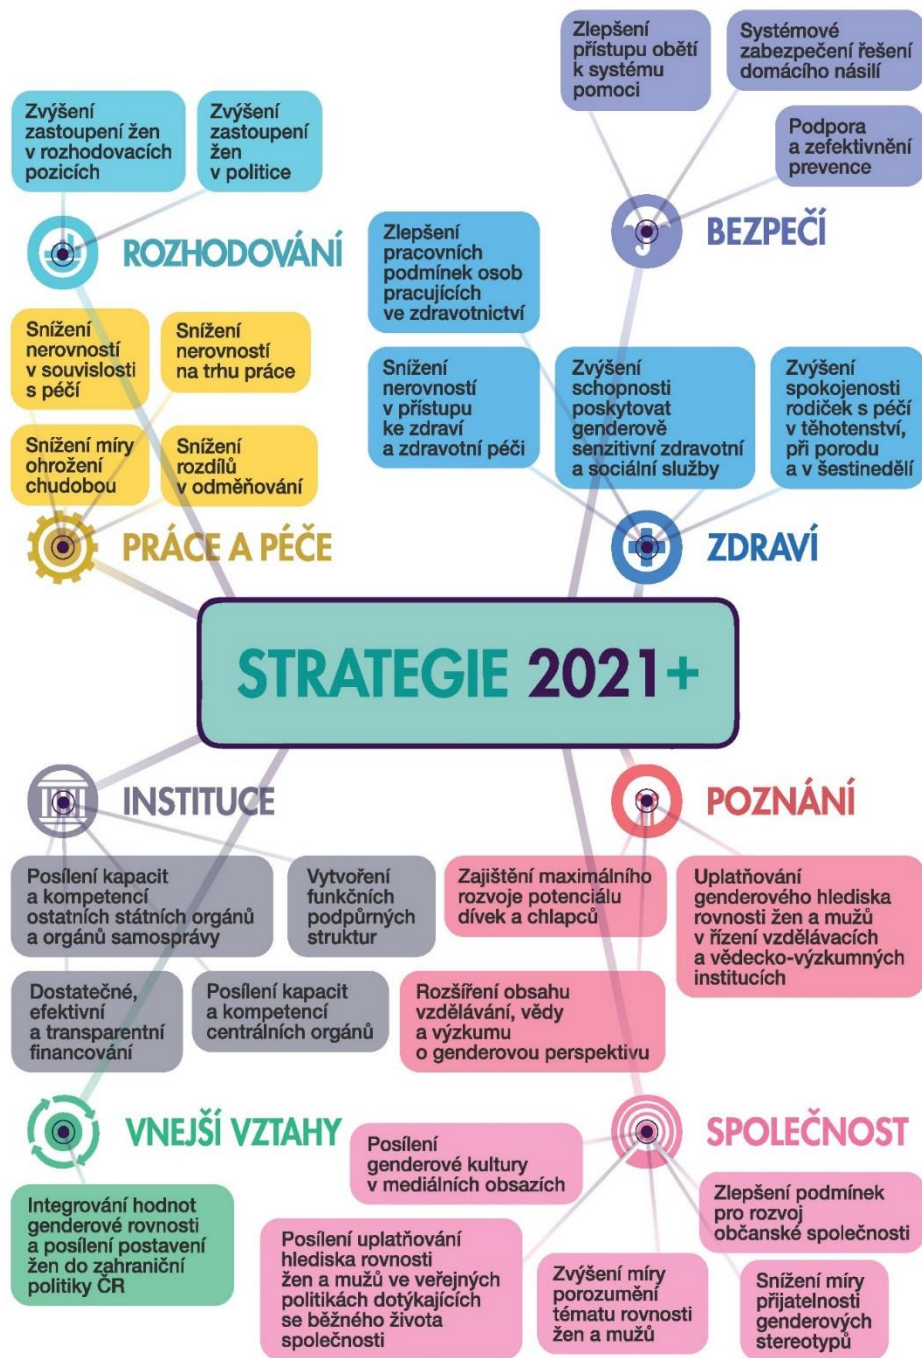 Zvýšení
zastoupení žen
v rozhodovacích
pozicích
Zvýšení
zastoupení
žen
v politice
ROZHODOVÁNÍ
Zlepšení
přístupu obětí
k systému
pomoci
Systémové
zabezpečení řešení
domácího násilí
Podpora
a zefektivnění
prevence
BEZPEČÍ
Snížení
nerovností
v souvislosti
s péčí
Snížení
nerovností
na trhu práce
Snížení míry
ohrožení
chudobou
Snížení
rozdílů
v odměňování
PRÁCE A PÉČE
Zlepšení
pracovních
podmínek osob
pracujících
ve zdravotnictví
Snížení
nerovností
v přístupu
ke zdraví
a zdravotní péči
Zvýšení
schopnosti
poskytovat
genderově
senzitivní zdravotní
a sociální služby
Zvýšení
spokojenosti
rodiček s péčí
v těhotenství,
při porodu
a v šestinedělí
ZDRAVÍ
STRATEGIE 2021+
INSTITUCE
Posílení kapacit
a kompetencí
ostatních státních orgánů
a orgánů samosprávy
Vytvoření
funkčních
podpůrných
struktur
Dostatečné,
efektivní
a transparentní
financování
Posílení kapacit
a kompetencí
centrálních orgánů
POZNÁNÍ
Zajištění maximálního
rozvoje potenciálu
dívek a chlapců
Uplatňování
genderového hlediska
rovnosti žen a mužů
v řízení vzdělávacích
a vědecko-výzkumných
institucích
Rozšíření obsahu
vzdělávání, vědy
a výzkumu
o genderovou perspektivu
VNEJŠÍ VZTAHY
Integrování hodnot
genderové rovnosti
a posílení postavení
žen do zahraniční
politiky ČR
SPOLEČNOST
Posílení
genderové kultury
v mediálních obsazích
Zlepšení podmínek
pro rozvoj
občanské společnosti
Posílení uplatňování
hlediska rovnosti
žen a mužů ve veřejných
politikách dotýkajících
se běžného života
společnosti
Zvýšení míry
porozumění
tématu rovnosti
žen a mužů
Snížení míry
přijatelnosti
genderových
stereotypů